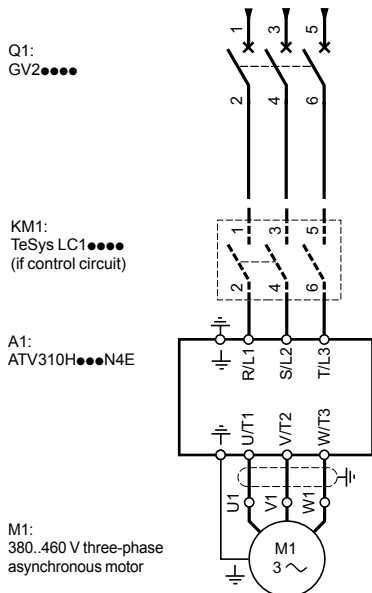 1 3 5
Q1:
GV2●●●●
2 4 6
KM1:
TeSys LC1●●●●
(if control circuit)
1 3 5
2 4 6
A1:
ATV310H●●●N4E
R/L1 S/L2 T/L3
U/T1 V/T2 W/T3
U1 V1 W1
M1:
380..460 V three-phase
asynchronous motor
M1
3